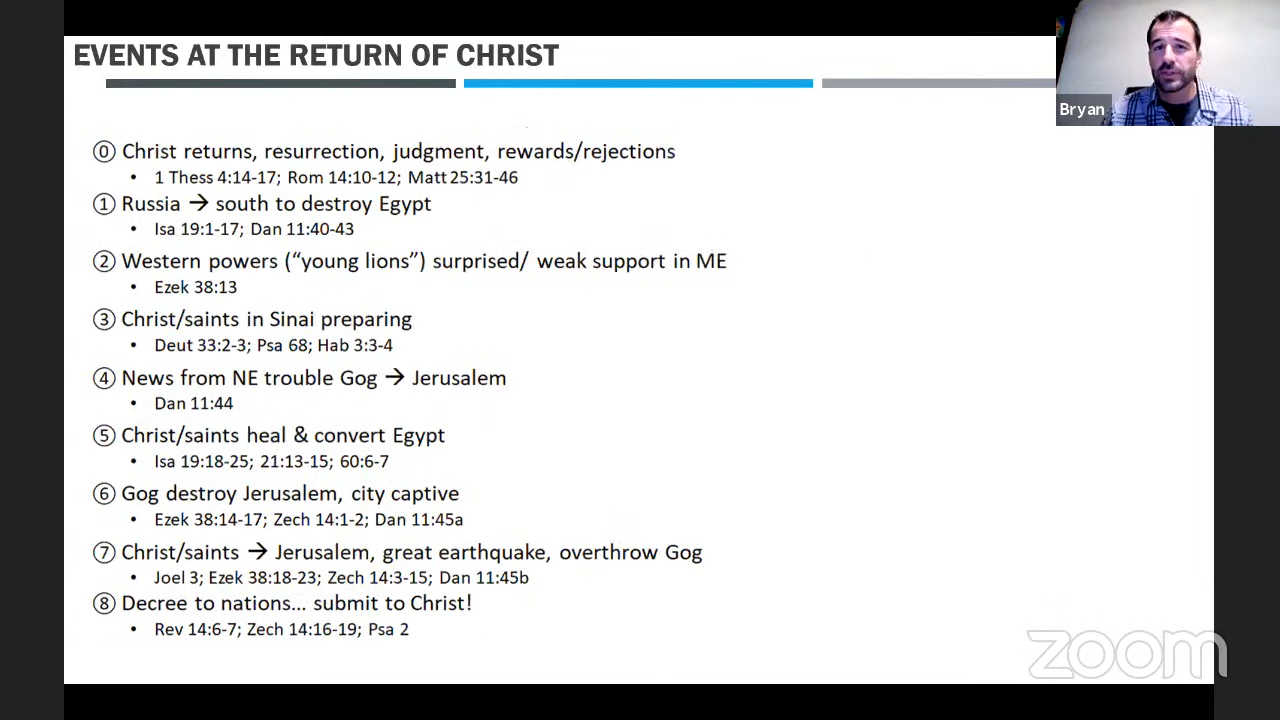 EVENTS AT THE RETURN OF CHRIST
Bryan
⓪ Christ returns, resurrection, judgment, rewards/rejections
• 1 Thess 4:14-17; Rom 14:10-12; Matt 25:31-46
① Russia → south to destroy Egypt
• Isa 19:1-17; Dan 11:40-43
② Western powers (“young lions”) surprised/ weak support in ME
• Ezek 38:13
③ Christ/saints in Sinai preparing
• Deut 33:2-3; Psa 68; Hab 3:3-4
④ News from NE trouble Gog → Jerusalem
• Dan 11:44
⑤ Christ/saints heal & convert Egypt
• Isa 19:18-25; 21:13-15; 60:6-7
⑥ Gog destroy Jerusalem, city captive
• Ezek 38:14-17; Zech 14:1-2; Dan 11:45a
⑦ Christ/saints → Jerusalem, great earthquake, overthrow Gog
• Joel 3; Ezek 38:18-23; Zech 14:3-15; Dan 11:45b
⑧ Decree to nations... submit to Christ!
• Rev 14:6-7; Zech 14:16-19; Psa 2
zoom